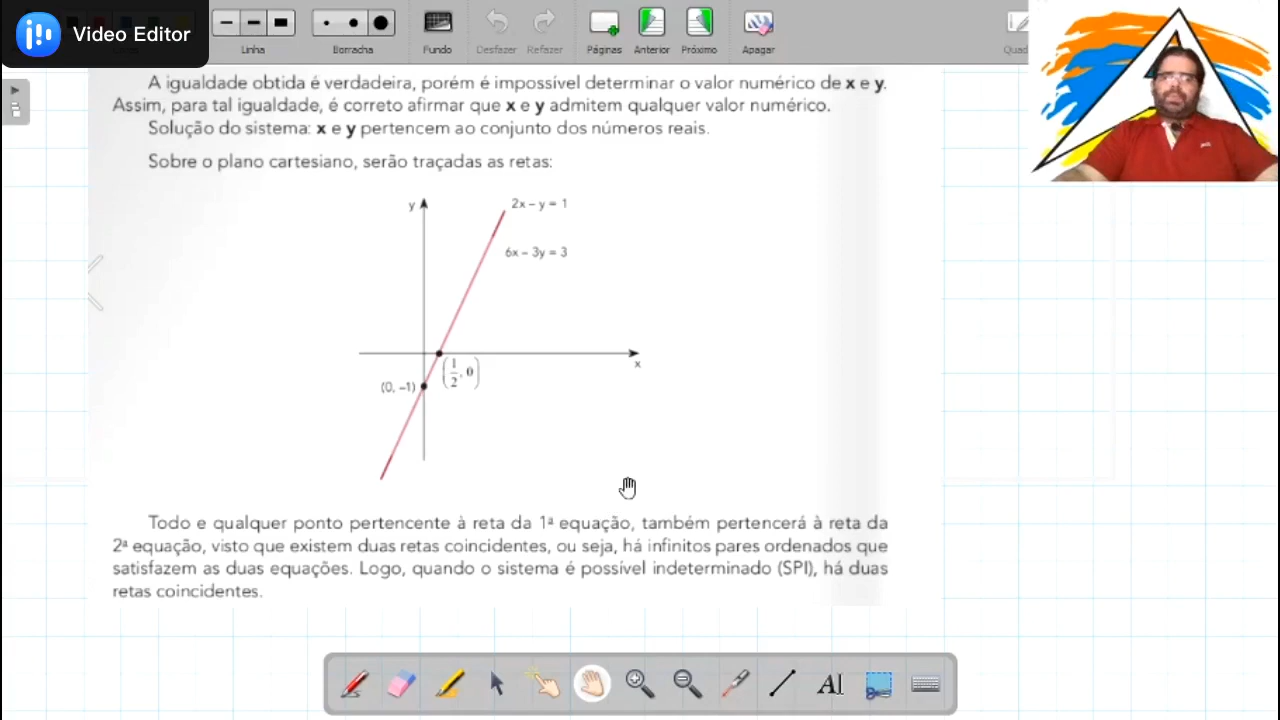 Video Editor
Linha
Borracha
Fundo
Desfazer
Refazer
Páginas
Anterior
Próximo
Apagar
Quad
A igualdade obtida é verdadeira, porém é impossível determinar o valor numérico de x e y.
Assim, para tal igualdade, é correto afirmar que x e y admitem qualquer valor numérico.
Solução do sistema: x e y pertencem ao conjunto dos números reais.
Sobre o plano cartesiano, serão traçadas as retas:
y
2x – y = 1
6x – 3y = 3
x
(1/2, 0)
(0, –1)
Todo e qualquer ponto pertencente à reta da 1ª equação, também pertencerá à reta da
2ª equação, visto que existem duas retas coincidentes, ou seja, há infinitos pares ordenados que
satisfazem as duas equações. Logo, quando o sistema é possível indeterminado (SPI), há duas
retas coincidentes.
AI